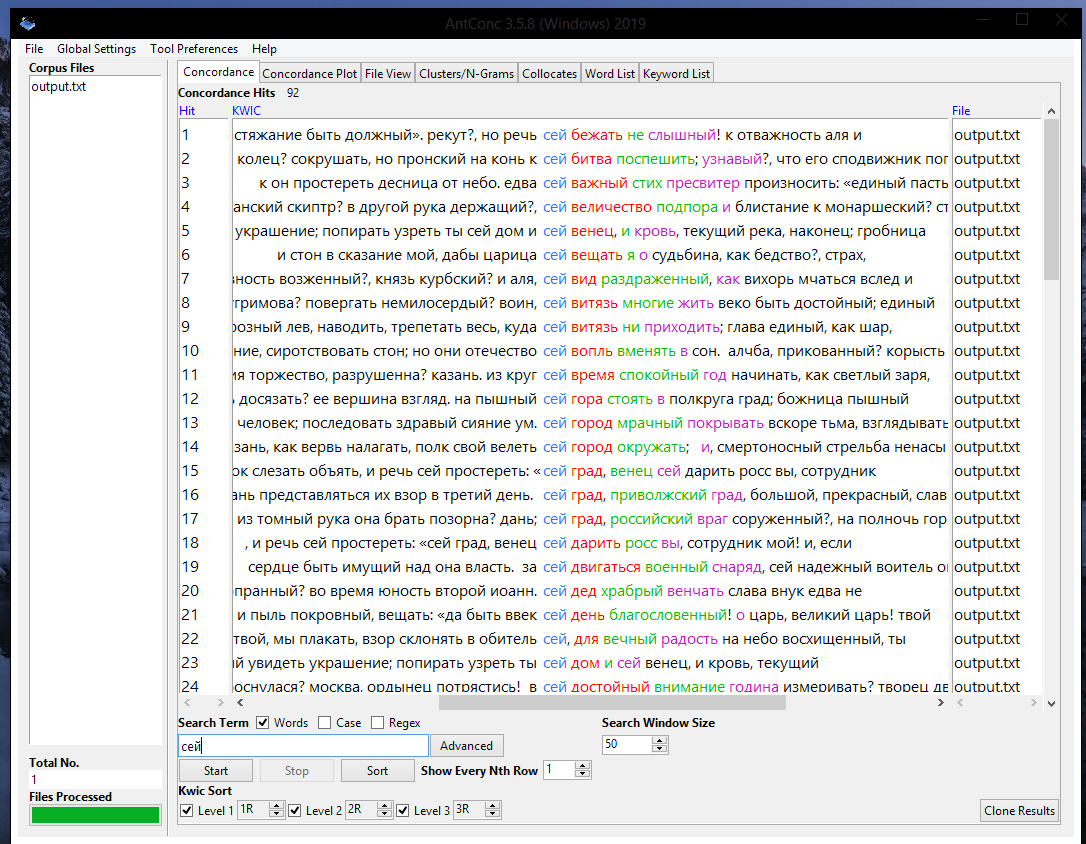 AntConc 3.5.8 (Windows) 2019
File Global Settings Tool Preferences Help
Corpus Files
output.txt
Concordance Concordance Plot File View Clusters/N-Grams Collocates Word List Keyword List
Concordance Hits 92
Hit KWIC File
1 стяжание быть должный». рекут?, но речь сей бежать не слышный! к отважность аля и output.txt
2 колец? сокрушать, но пронский на конь к сей битва поспешить; узнавый?, что его сподвижник пог output.txt
3 к он простереть десница от небо. едва сей важный стих пресвитер произносить: «единый пасть output.txt
4 анский скиптр? в другой рука держащий?, сей величество подпора и блистание к монаршеский? ст output.txt
5 украшение; попирать узреть ты сей дом и сей венец, и кровь, текущий река, наконец; гробница output.txt
6 и стон в сказание мой, дабы царица сей вещать я о судьбина, как бедство?, страх, output.txt
7 ность возженный?, князь курбский? и аля, сей вид раздраженный, как вихорь мчаться вслед и output.txt
8 гримова? повергать немилосердый? воин, сей витязь многие жить веко быть достойный; единый output.txt
9 розный лев, наводить, трепетать весь, куда сей витязь ни приходить; глава единый, как шар, output.txt
10 ние, сиротствовать стон; но они отечество сей вопль вменять в сон. алчба, прикованный? корысть output.txt
11 ия торжество, разрушенна? казань. из круг сей время спокойный год начинать, как светлый заря, output.txt
12 досязать? ее вершина взгляд. на пышный сей гора стоять в полкруга град; божница пышный output.txt
13 человек; последовать здравый сияние ум. сей город мрачный покрывать вскоре тьма, взглядывать output.txt
14 азань, как вервь налагать, полк свой велеть сей город окружать; и, смертоносный стрельба ненасы output.txt
15 ок слезать объять, и речь сей простереть: «сей град, венец сей дарить росс вы, сотрудник output.txt
16 ань представляться их взор в третий день. сей град, приволжский град, большой, прекрасный, слав output.txt
17 из томный рука она брать позорна? дань; сей град, российский враг соруженный?, на полночь гор output.txt
18 , и речь сей простереть: «сей град, венец сей дарить росс вы, сотрудник мой! и, если output.txt
19 сердце быть имущий над она власть. за сей двигаться военный снаряд, сей надежный воитель о output.txt
20 опранный? во время юность второй иоанн. сей дед храбрый венчать слава внук едва не output.txt
21 и пыль покровный, вещать: «да быть ввек сей день благословенный! о царь, великий царь! твой output.txt
22 твой, мы плакать, взор склонять в обитель сей, для вечный радость на небо восхищенный, ты output.txt
23 й увидеть украшение; попирать узреть ты сей дом и сей венец, и кровь, текущий output.txt
24 оснулася? москва, ордынец потрястись! в сей достойный внимание година измеривать? творец output.txt
Search Term Words Case Regex Search Window Size
сей Advanced 50
Start Stop Sort Show Every Nth Row 1
Kwic Sort
Level 1 1R Level 2 2R Level 3 3R Clone Results
Total No.
1
Files Processed